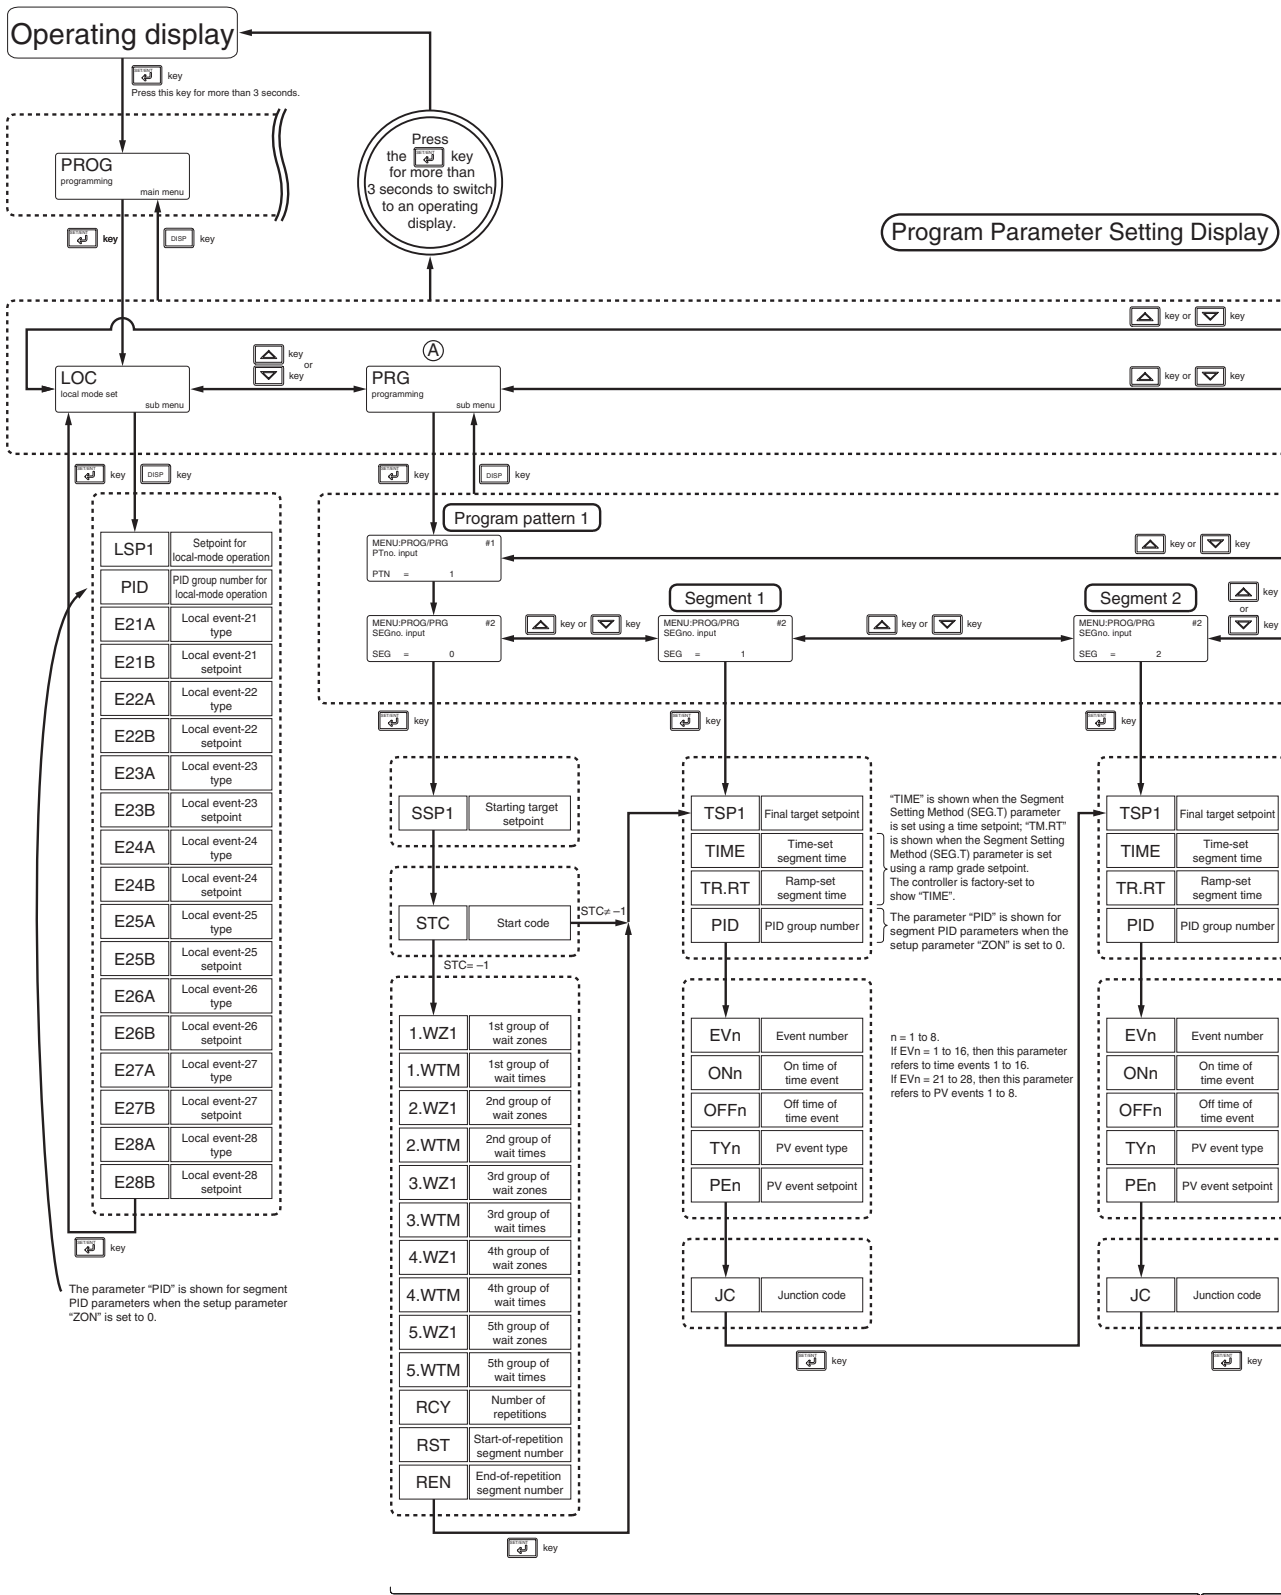 Operating display
SET/ENT key
Press this key for more than 3 seconds.
Press
the SET/ENT key
for more than
3 seconds to switch
to an operating
display.
PROG
programming
main menu
SET/ENT key
DISP key
Program Parameter Setting Display
key or key
LOC
local mode set
sub menu
key
or
key
A
PRG
programming
sub menu
key or key
SET/ENT key
DISP key
SET/ENT key
DISP key
LSP1 Setpoint for
local-mode operation
PID PID group number for
local-mode operation
E21A Local event-21
type
E21B Local event-21
setpoint
E22A Local event-22
type
E22B Local event-22
setpoint
E23A Local event-23
type
E23B Local event-23
setpoint
E24A Local event-24
type
E24B Local event-24
setpoint
E25A Local event-25
type
E25B Local event-25
setpoint
E26A Local event-26
type
E26B Local event-26
setpoint
E27A Local event-27
type
E27B Local event-27
setpoint
E28A Local event-28
type
E28B Local event-28
setpoint
SET/ENT key
The parameter “PID” is shown for segment
PID parameters when the setup parameter
“ZON” is set to 0.
Program pattern 1
MENU:PROG/PRG #1
PTno. input
PTN = 1
key or key
MENU:PROG/PRG #2
SEGno. input
SEG = 0
key or key
Segment 1
MENU:PROG/PRG #2
SEGno. input
SEG = 1
key or key
Segment 2
MENU:PROG/PRG #2
SEGno. input
SEG = 2
key
or
key
SET/ENT key
SET/ENT key
SET/ENT key
SSP1 Starting target
setpoint
STC Start code
STC≠ –1
STC= –1
1.WZ1 1st group of
wait zones
1.WTM 1st group of
wait times
2.WZ1 2nd group of
wait zones
2.WTM 2nd group of
wait times
3.WZ1 3rd group of
wait zones
3.WTM 3rd group of
wait times
4.WZ1 4th group of
wait zones
4.WTM 4th group of
wait times
5.WZ1 5th group of
wait zones
5.WTM 5th group of
wait times
RCY Number of
repetitions
RST Start-of-repetition
segment number
REN End-of-repetition
segment number
SET/ENT key
TSP1 Final target setpoint
TIME Time-set
segment time
TR.RT Ramp-set
segment time
PID PID group number
“TIME” is shown when the Segment
Setting Method (SEG.T) parameter
is set using a time setpoint; “TM.RT”
is shown when the Segment Setting
Method (SEG.T) parameter is set
using a ramp grade setpoint.
The controller is factory-set to
show “TIME”.
The parameter “PID” is shown for
segment PID parameters when the
setup parameter “ZON” is set to 0.
EVn Event number
ONn On time of
time event
OFFn Off time of
time event
TYn PV event type
PEn PV event setpoint
n = 1 to 8.
If EVn = 1 to 16, then this parameter
refers to time events 1 to 16.
If EVn = 21 to 28, then this parameter
refers to PV events 1 to 8.
JC Junction code
SET/ENT key
TSP1 Final target setpoint
TIME Time-set
segment time
TR.RT Ramp-set
segment time
PID PID group number
EVn Event number
ONn On time of
time event
OFFn Off time of
time event
TYn PV event type
PEn PV event setpoint
JC Junction code
SET/ENT key